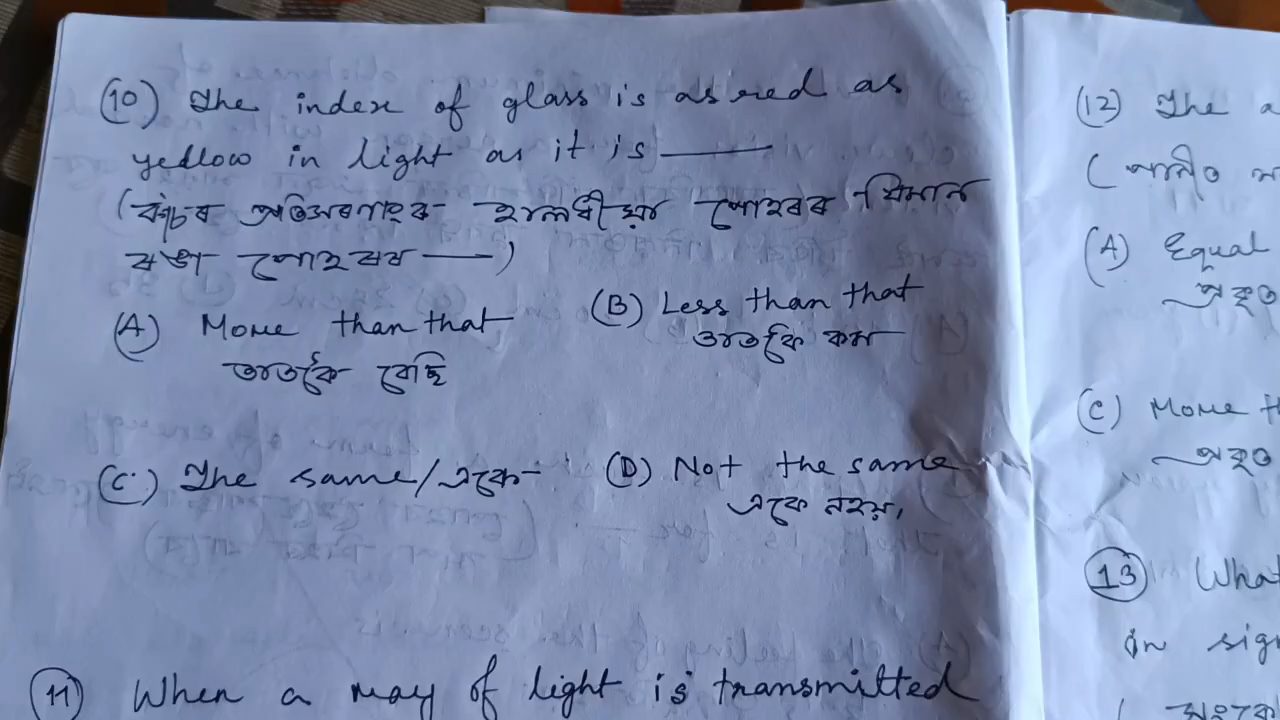 (10) The index of glass is as red as
yellow in light as it is ———
(কাঁচৰ প্ৰতিসৰণাংক হালধীয়া পোহৰৰ যিমান
ৰঙা পোহৰৰ ——)
(A) More than that
তাতকৈ বেছি
(B) Less than that
তাতকৈ কম
(C) The same/একে-
(D) Not the same
একে নহয়,
(11) When a ray of light is transmitted
(12) The a
(A) Equal
(C) More th
(13) What
in sig